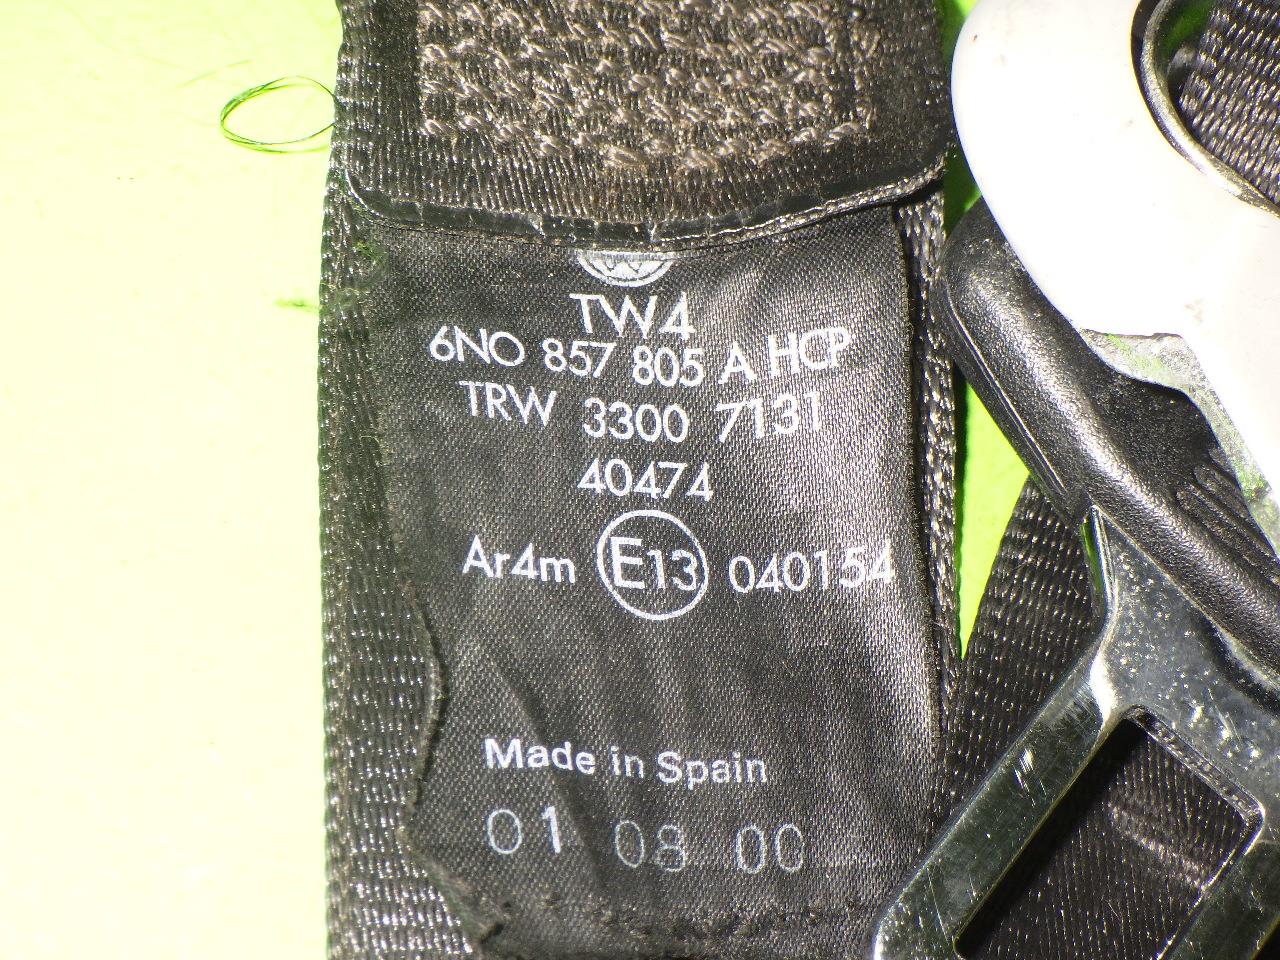 TW4
6N0 857 805 A HCP
TRW 3300 7131
40474
Ar4m E13 040154
Made in Spain
01 08 00